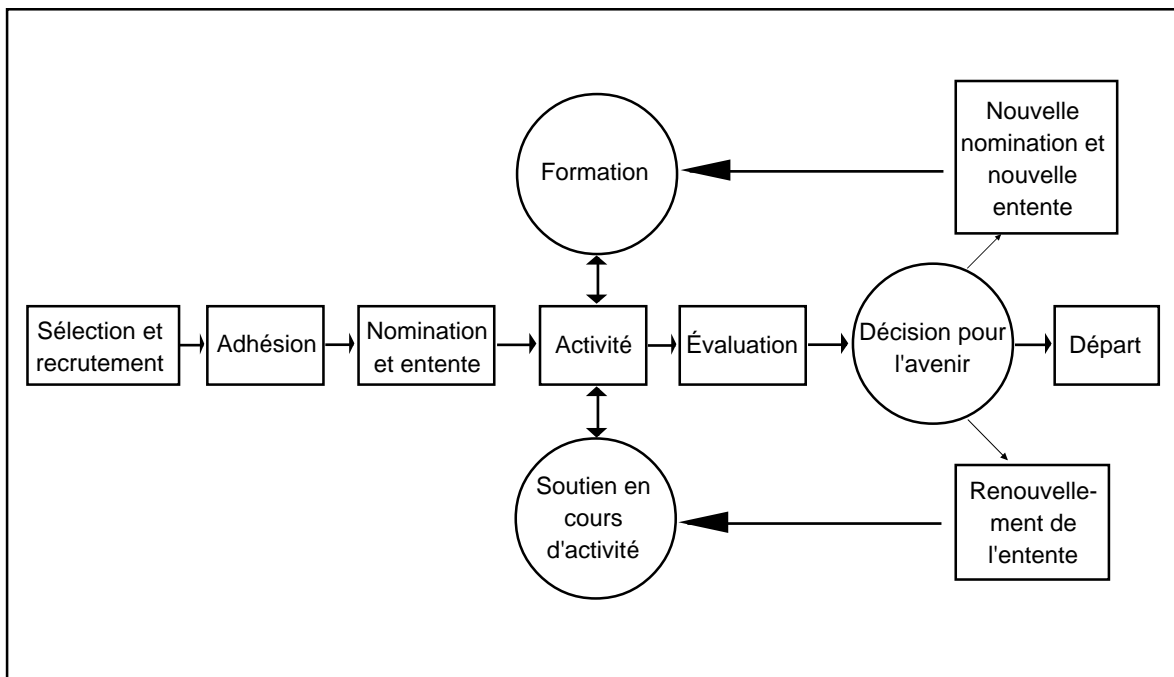 Nouvelle
nomination et
nouvelle
entente
Formation
Sélection et
recrutement
Adhésion
Nomination
et entente
Activité
Évaluation
Décision pour
l'avenir
Départ
Soutien en
cours
d'activité
Renouvelle-
ment de
l'entente